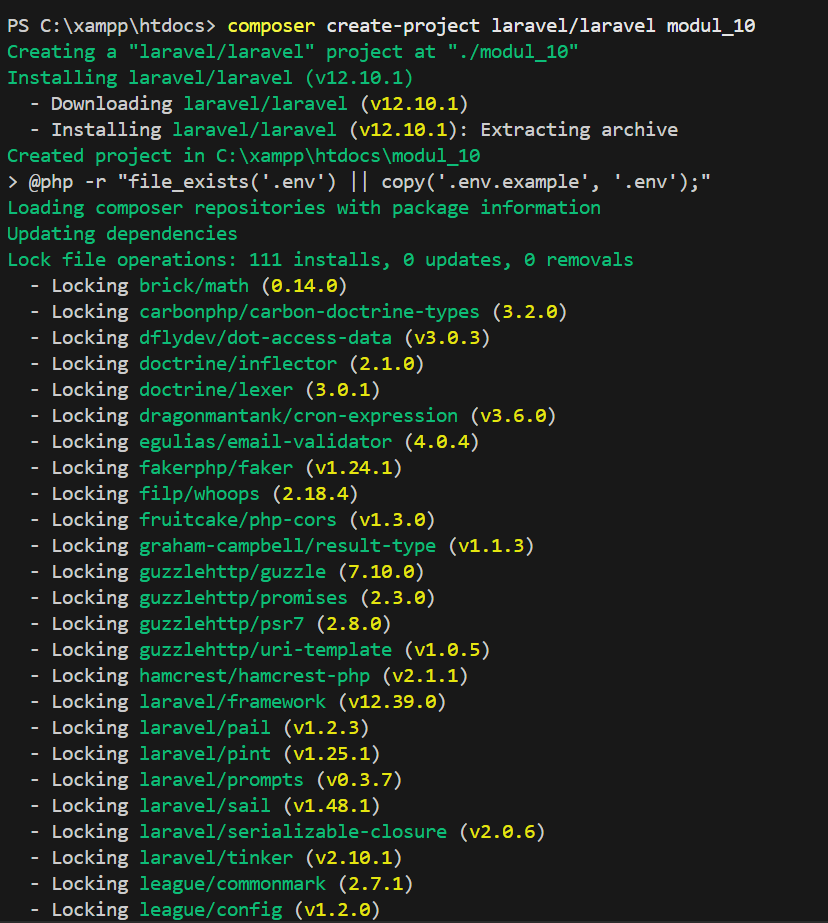 PS C:\xampp\htdocs> composer create-project laravel/laravel modul_10
Creating a "laravel/laravel" project at "./modul_10"
Installing laravel/laravel (v12.10.1)
  - Downloading laravel/laravel (v12.10.1)
  - Installing laravel/laravel (v12.10.1): Extracting archive
Created project in C:\xampp\htdocs\modul_10
> @php -r "file_exists('.env') || copy('.env.example', '.env');"
Loading composer repositories with package information
Updating dependencies
Lock file operations: 111 installs, 0 updates, 0 removals
  - Locking brick/math (0.14.0)
  - Locking carbonphp/carbon-doctrine-types (3.2.0)
  - Locking dflydev/dot-access-data (v3.0.3)
  - Locking doctrine/inflector (2.1.0)
  - Locking doctrine/lexer (3.0.1)
  - Locking dragonmantank/cron-expression (v3.6.0)
  - Locking egulias/email-validator (4.0.4)
  - Locking fakerphp/faker (v1.24.1)
  - Locking filp/whoops (2.18.4)
  - Locking fruitcake/php-cors (v1.3.0)
  - Locking graham-campbell/result-type (v1.1.3)
  - Locking guzzlehttp/guzzle (7.10.0)
  - Locking guzzlehttp/promises (2.3.0)
  - Locking guzzlehttp/psr7 (2.8.0)
  - Locking guzzlehttp/uri-template (v1.0.5)
  - Locking hamcrest/hamcrest-php (v2.1.1)
  - Locking laravel/framework (v12.39.0)
  - Locking laravel/pail (v1.2.3)
  - Locking laravel/pint (v1.25.1)
  - Locking laravel/prompts (v0.3.7)
  - Locking laravel/sail (v1.48.1)
  - Locking laravel/serializable-closure (v2.0.6)
  - Locking laravel/tinker (v2.10.1)
  - Locking league/commonmark (2.7.1)
  - Locking league/config (v1.2.0)